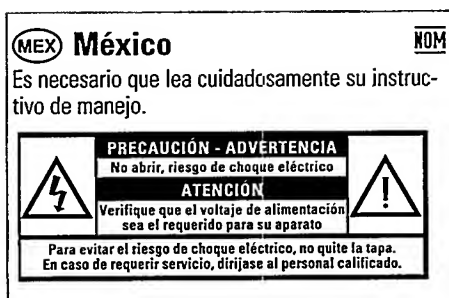 MEX México NOM
Es necesario que lea cuidadosamente su instruc-
tivo de manejo.
PRECAUCIÓN - ADVERTENCIA
No abrir, riesgo de choque eléctrico
ATENCIÓN
Verifique que el voltaje de alimentación
sea el requerido para su aparato
Para evitar el riesgo de choque eléctrico, no quite la tapa.
En caso de requerir servicio, dirijase al personal calificado.